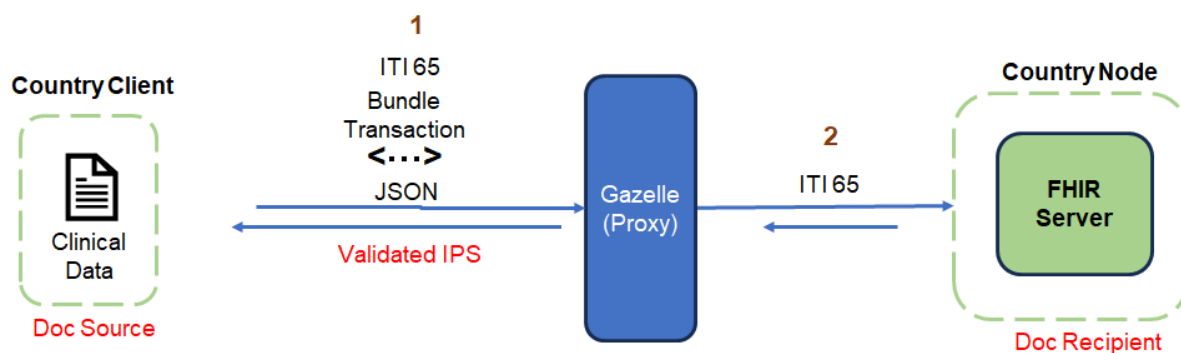 1
ITI 65
Bundle
Transaction
<...>
JSON
Validated IPS
Country Client
Clinical
Data
Doc Source
Gazelle
(Proxy)
2
ITI 65
Country Node
FHIR
Server
Doc Recipient